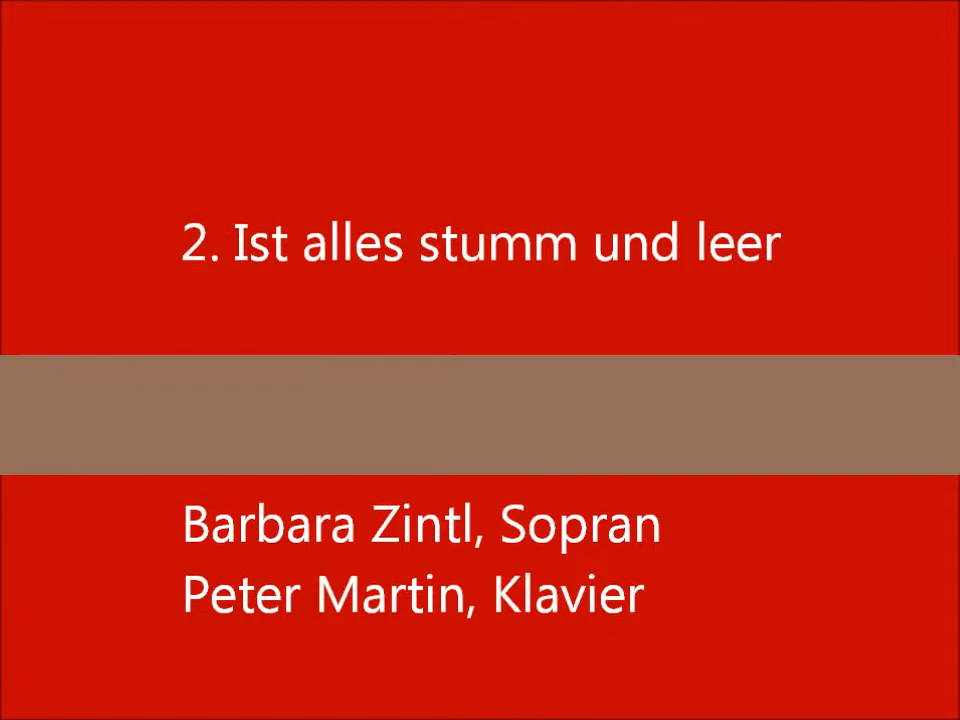 2. Ist alles stumm und leer
Barbara Zintl, Sopran
Peter Martin, Klavier